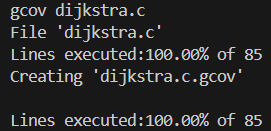 gcov dijkstra.c
File 'dijkstra.c'
Lines executed:100.00% of 85
Creating 'dijkstra.c.gcov'

Lines executed:100.00% of 85